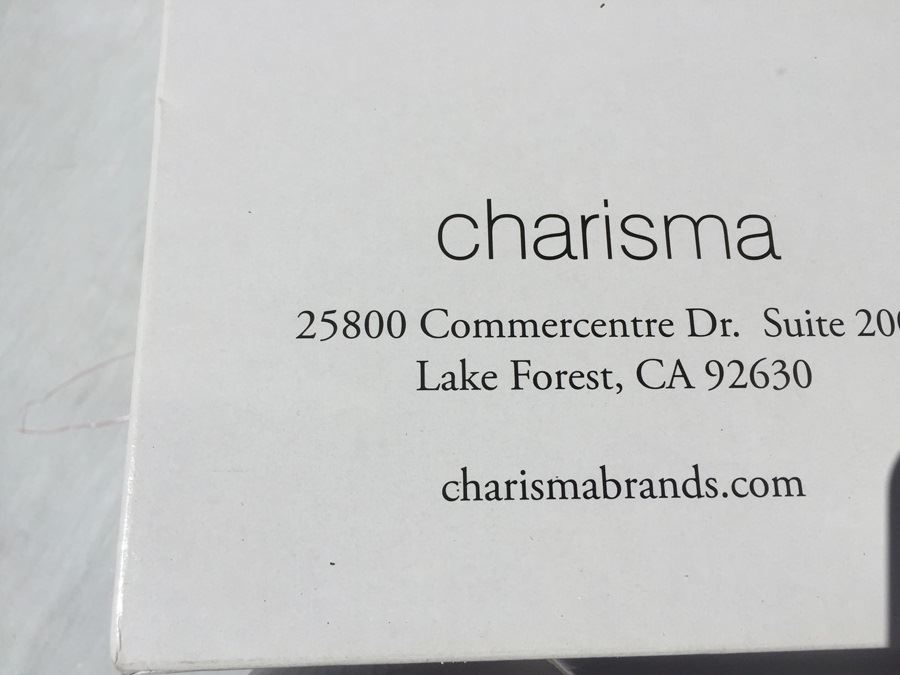 charisma
25800 Commercentre Dr. Suite
Lake Forest, CA 92630
charismabrands.com